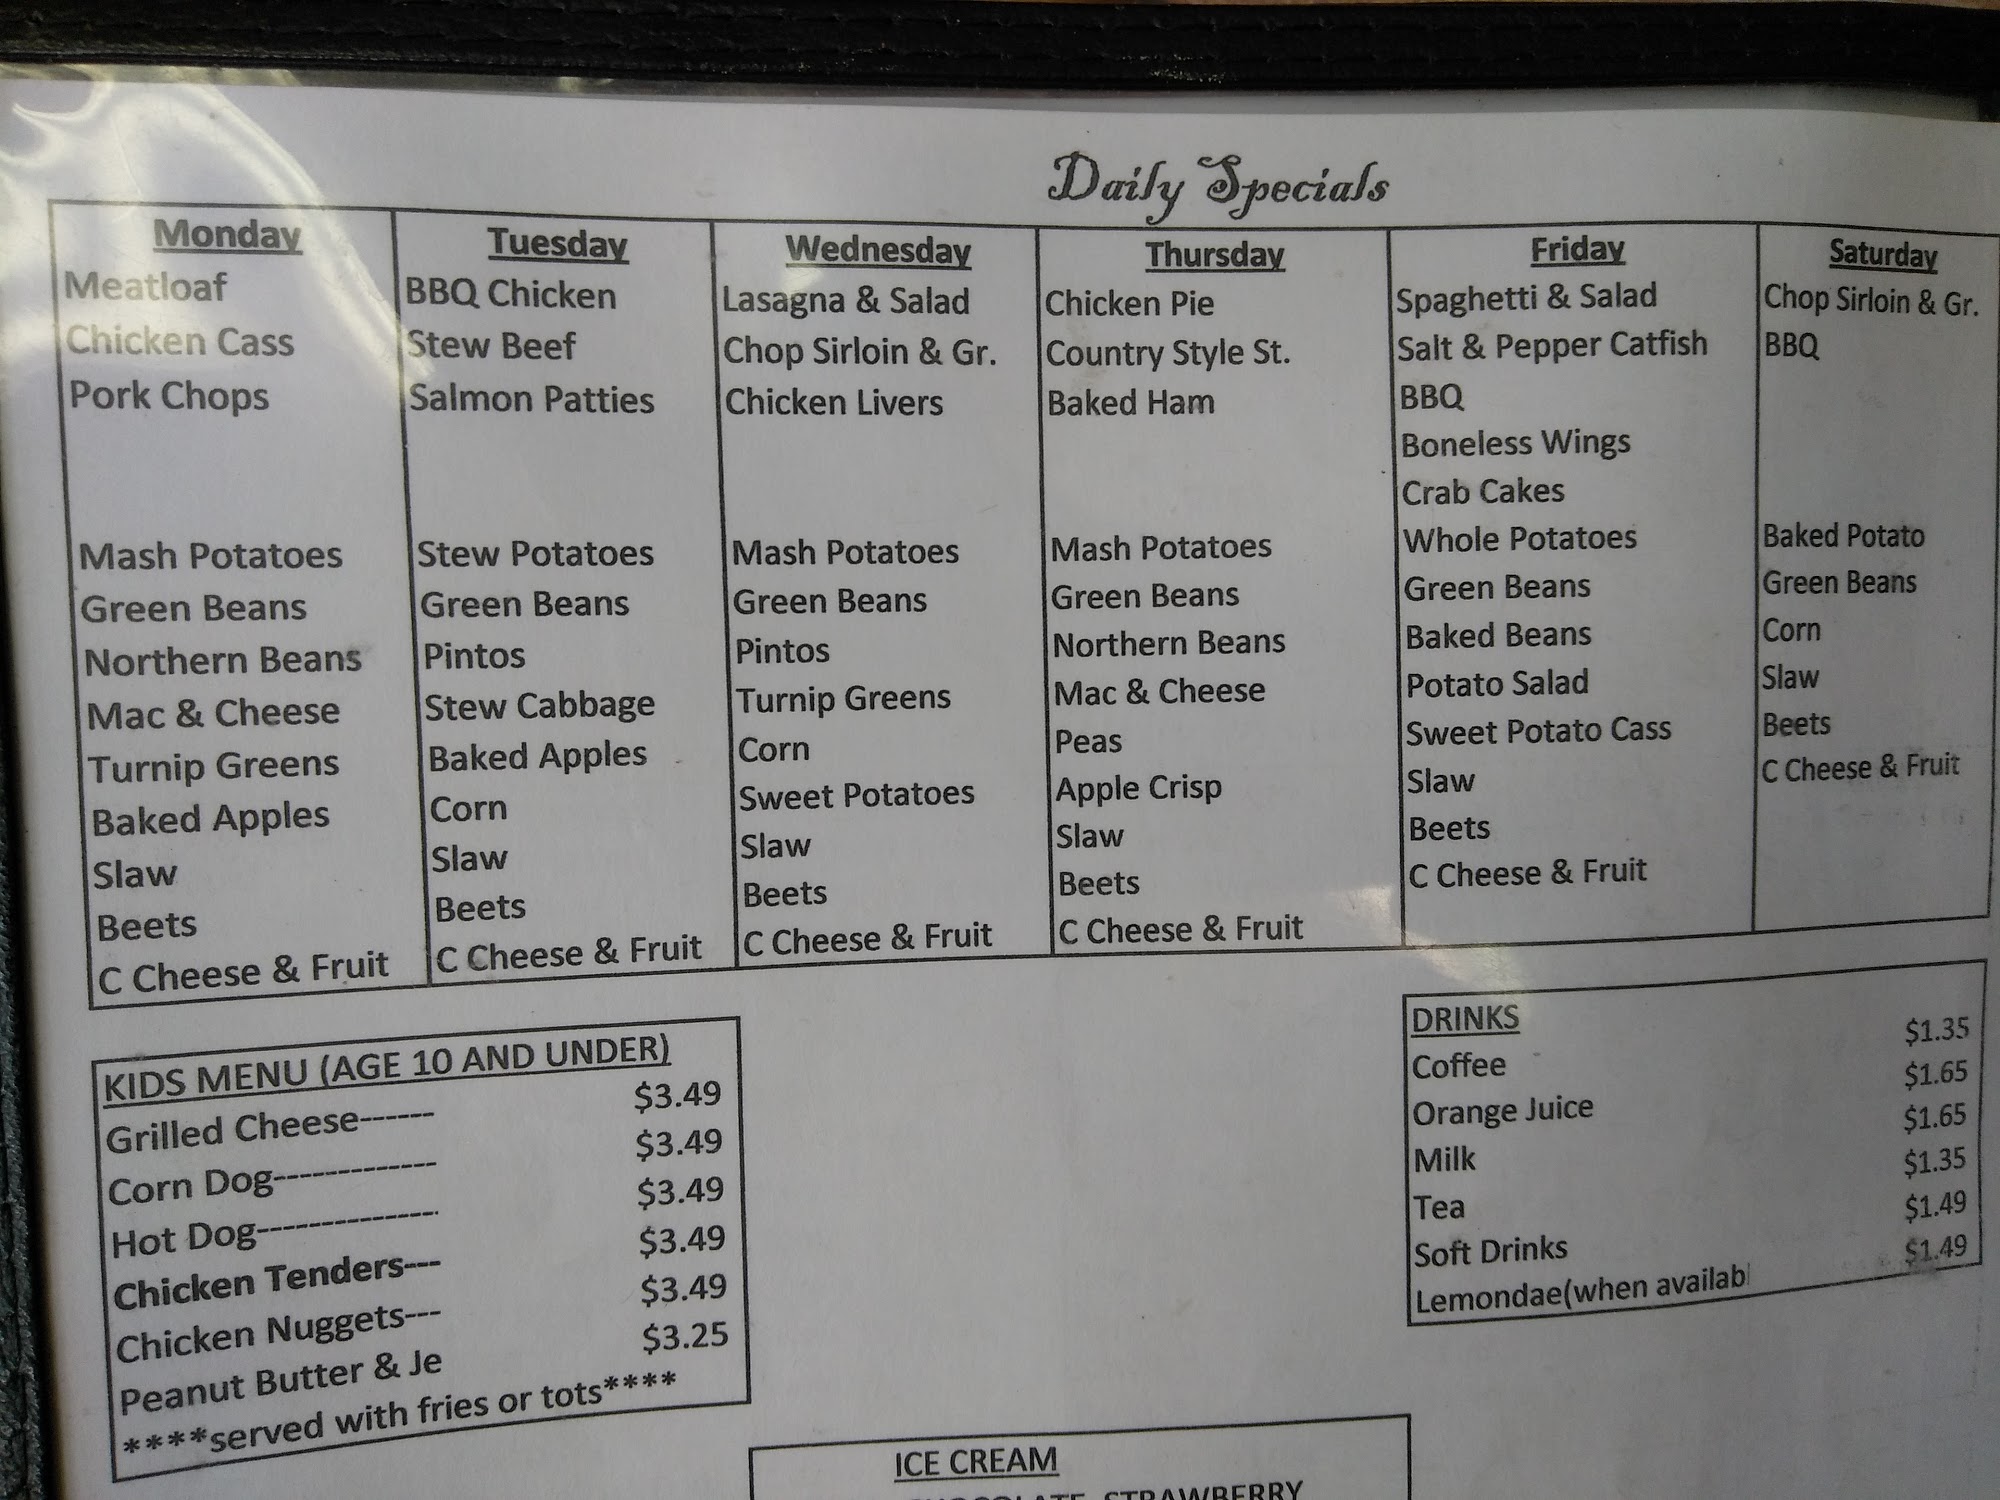 Daily Specials
Monday
Meatloaf
Chicken Cass
Pork Chops
Mash Potatoes
Green Beans
Northern Beans
Mac & Cheese
Turnip Greens
Baked Apples
Slaw
Beets
C Cheese & Fruit
Tuesday
BBQ Chicken
Stew Beef
Salmon Patties
Stew Potatoes
Green Beans
Pintos
Stew Cabbage
Baked Apples
Corn
Slaw
Beets
C Cheese & Fruit
Wednesday
Lasagna & Salad
Chop Sirloin & Gr.
Chicken Livers
Mash Potatoes
Green Beans
Pintos
Turnip Greens
Corn
Sweet Potatoes
Slaw
Beets
C Cheese & Fruit
Thursday
Chicken Pie
Country Style St.
Baked Ham
Mash Potatoes
Green Beans
Northern Beans
Mac & Cheese
Peas
Apple Crisp
Slaw
Beets
C Cheese & Fruit
Friday
Spaghetti & Salad
Salt & Pepper Catfish
BBQ
Boneless Wings
Crab Cakes
Whole Potatoes
Green Beans
Baked Beans
Potato Salad
Sweet Potato Cass
Slaw
Beets
C Cheese & Fruit
Saturday
Chop Sirloin & Gr.
BBQ
Baked Potato
Green Beans
Corn
Slaw
Beets
C Cheese & Fruit
KIDS MENU (AGE 10 AND UNDER)
Grilled Cheese------ $3.49
Corn Dog------------- $3.49
Hot Dog-------------- $3.49
Chicken Tenders--- $3.49
Chicken Nuggets--- $3.49
Peanut Butter & Je $3.25
****served with fries or tots****
DRINKS
Coffee $1.35
Orange Juice $1.65
Milk $1.65
Tea $1.35
Soft Drinks $1.49
Lemondae(when availabl $1.49
ICE CREAM
CHOCOLATE, STRAWBERRY